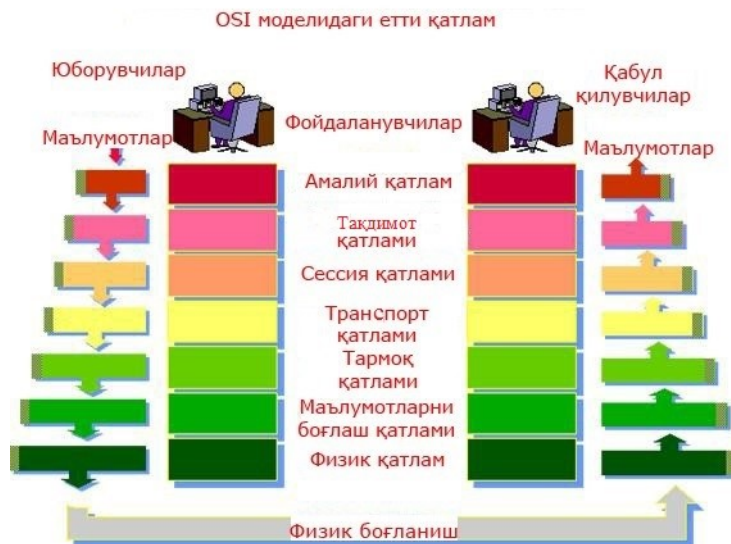 OSI моделидаги етти қатлам
Юборувчилар
Қабул
қилувчилар
Фойдаланувчилар
Маълумотлар
Маълумотлар
Амалий қатлам
Тақдимот
қатлами
Сессия қатлами
Транспорт
қатлами
Тармоқ
қатлами
Маълумотларни
боғлаш қатлами
Физик қатлам
Физик боғланиш